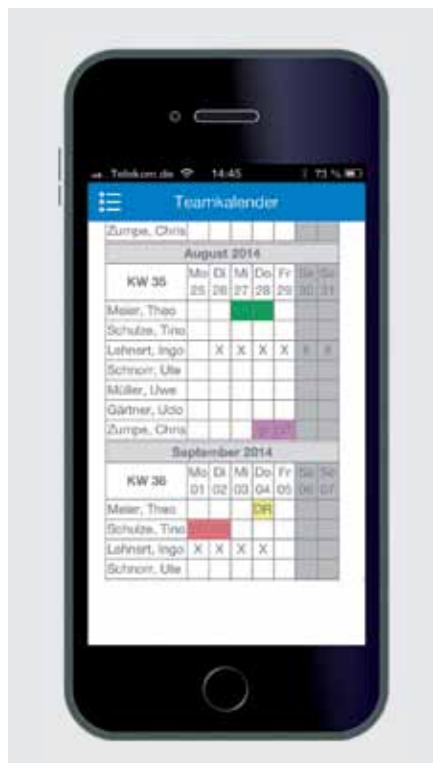 Telekom.de 14:45 73 %
Teamkalender
Zumpe, Chris
August 2014
KW 35 Mo Di Mi Do Fr Sa So
25 26 27 28 29 30 31
Meier, Theo
Schulze, Tino
Lehnert, Ingo X X X X X X
Schnorr, Ute
Müller, Uwe
Gärtner, Udo
Zumpe, Chris
September 2014
KW 36 Mo Di Mi Do Fr Sa So
01 02 03 04 05 06 07
Meier, Theo DR
Schulze, Tino
Lehnert, Ingo X X X X
Schnorr, Ute